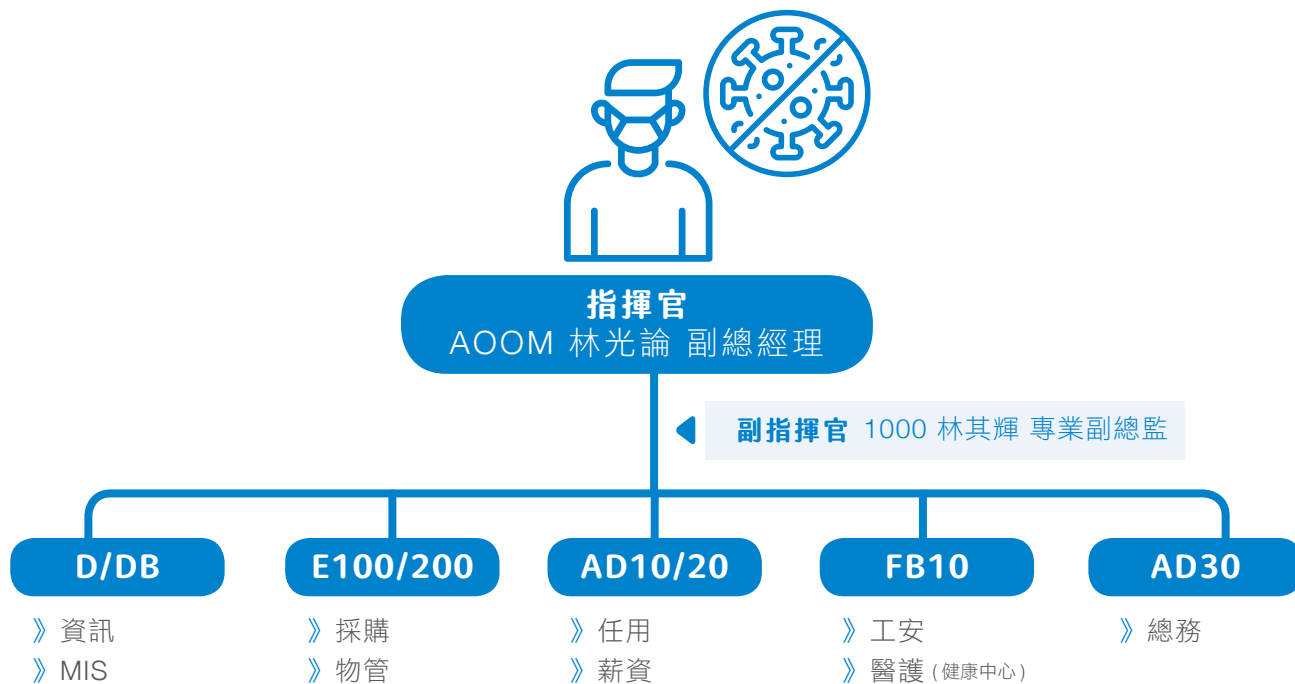 指揮官
AOOM 林光論 副總經理
副指揮官 1000 林其輝 專業副總監
D/DB
E100/200
AD10/20
FB10
AD30
》資訊
》MIS
》採購
》物管
》任用
》薪資
》工安
》醫護 (健康中心)
》總務